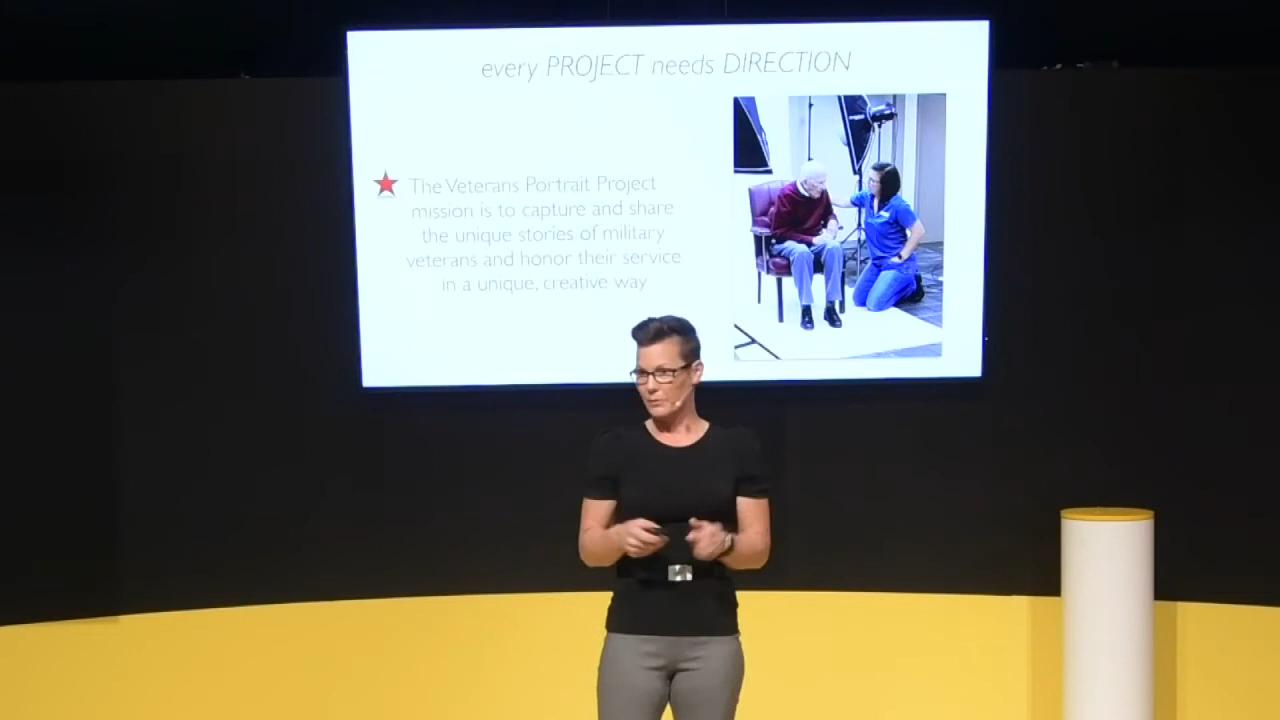 every PROJECT needs DIRECTION
The Veterans Portrait Project
mission is to capture and share
the unique stories of military
veterans and honor their service
in a unique, creative way